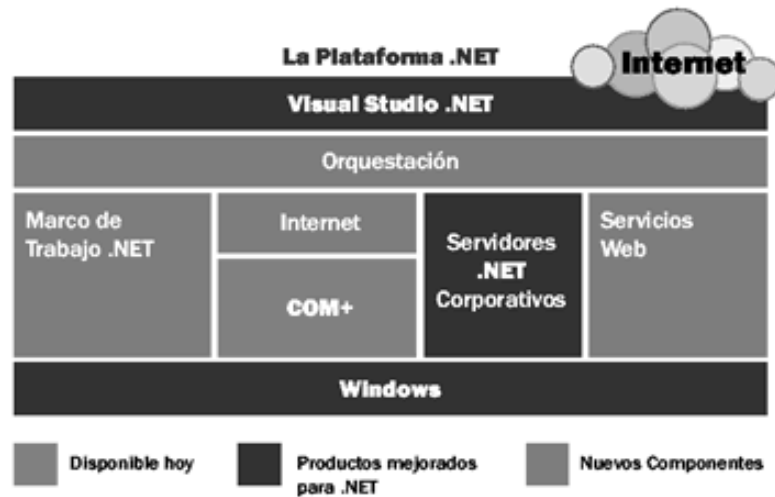 La Plataforma .NET
Internet
Visual Studio .NET
Orquestación
Marco de
Trabajo .NET
Internet
COM+
Servidores
.NET
Corporativos
Servicios
Web
Windows
Disponible hoy
Productos mejorados
para .NET
Nuevos Componentes